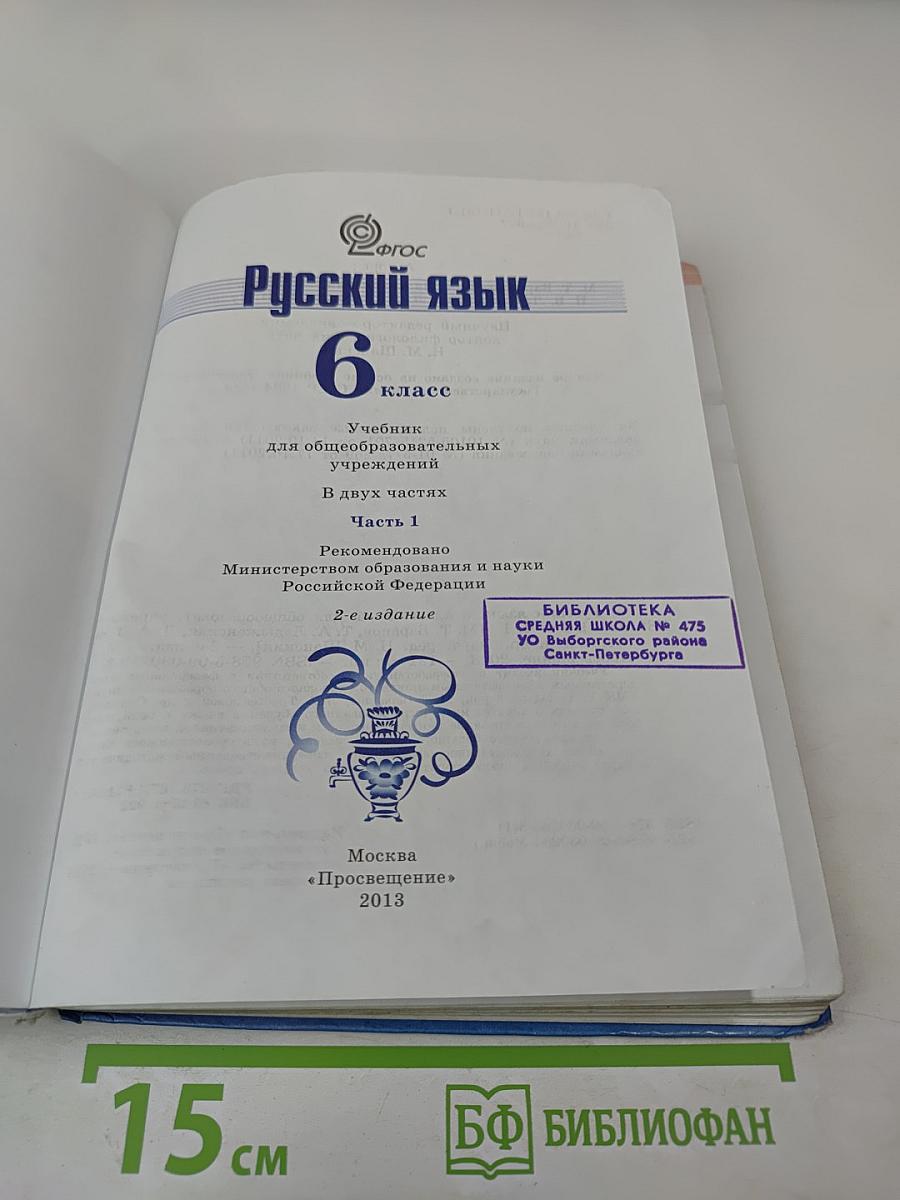 ФГОС
Русский язык
6 класс
Учебник
для общеобразовательных
учреждений
В двух частях
Часть 1
Рекомендовано
Министерством образования и науки
Российской Федерации
2-е издание
БИБЛИОТЕКА
СРЕДНЯЯ ШКОЛА № 475
УО Выборгского района
Санкт-Петербурга
Москва
«Просвещение»
2013
15 см
БФ БИБЛИОФАН